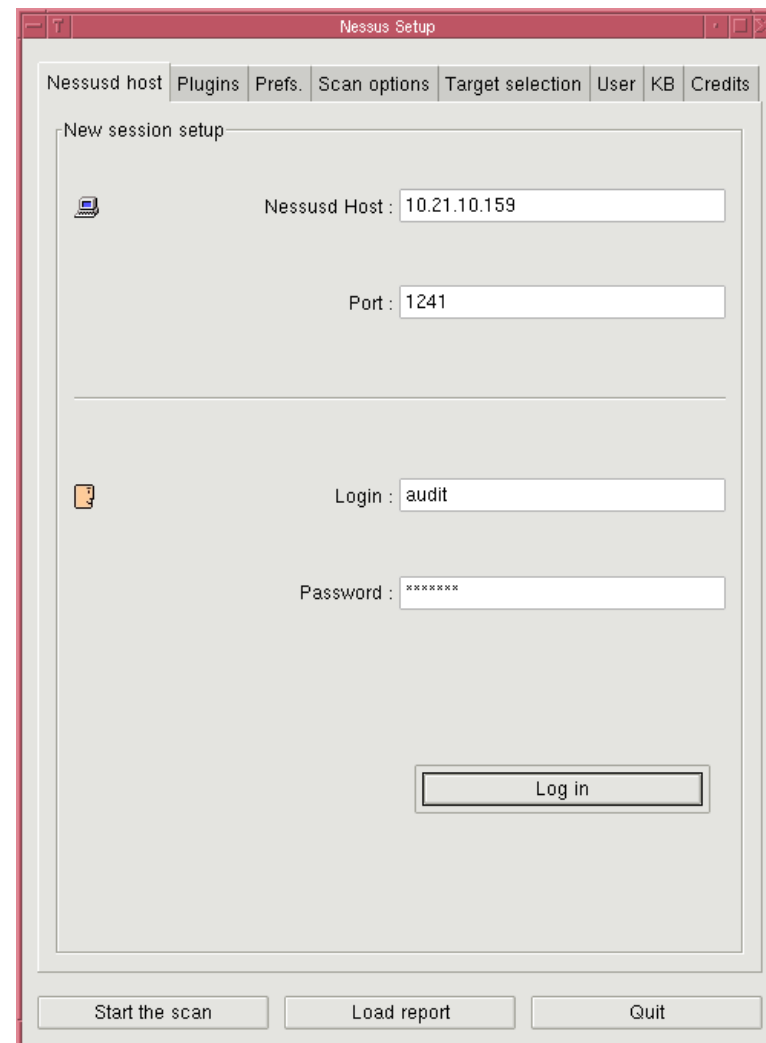 Nessus Setup
Nessusd host Plugins Prefs. Scan options Target selection User KB Credits
New session setup
Nessusd Host : 10.21.10.159
Port : 1241
Login : audit
Password : *******
Log in
Start the scan Load report Quit